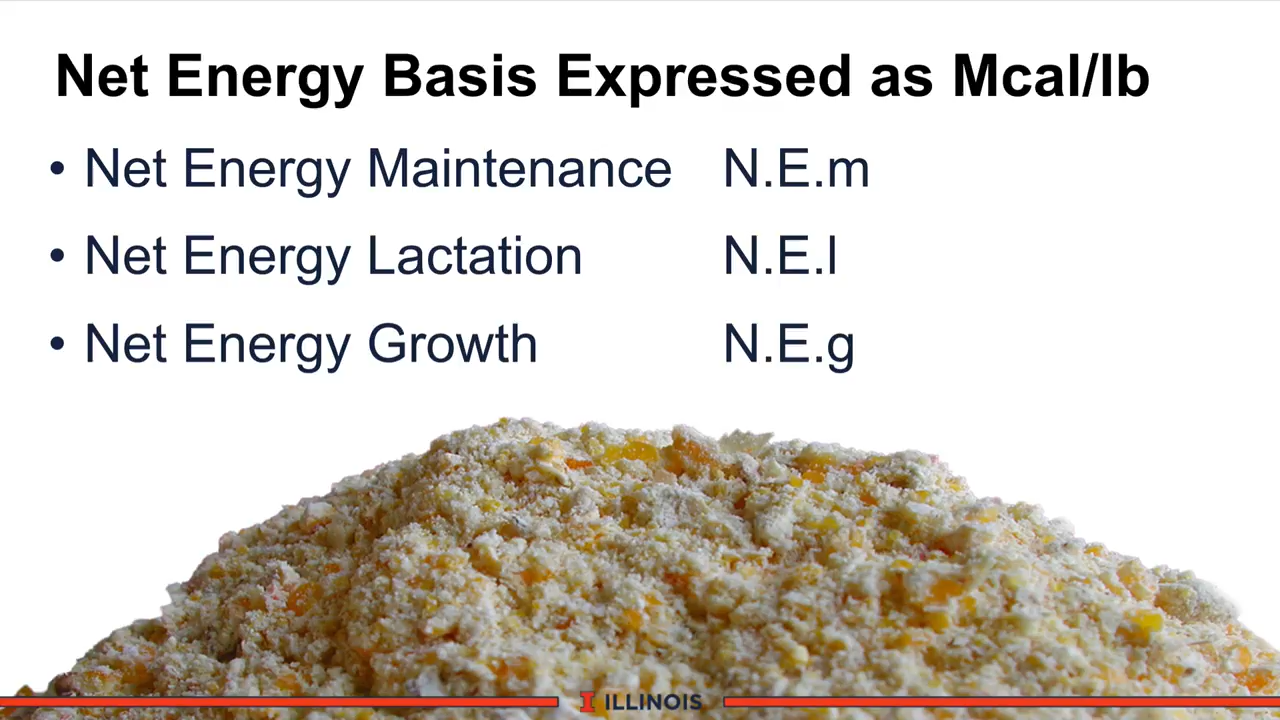 Net Energy Basis Expressed as Mcal/lb
• Net Energy Maintenance N.E.m
• Net Energy Lactation N.E.l
• Net Energy Growth N.E.g
I ILLINOIS